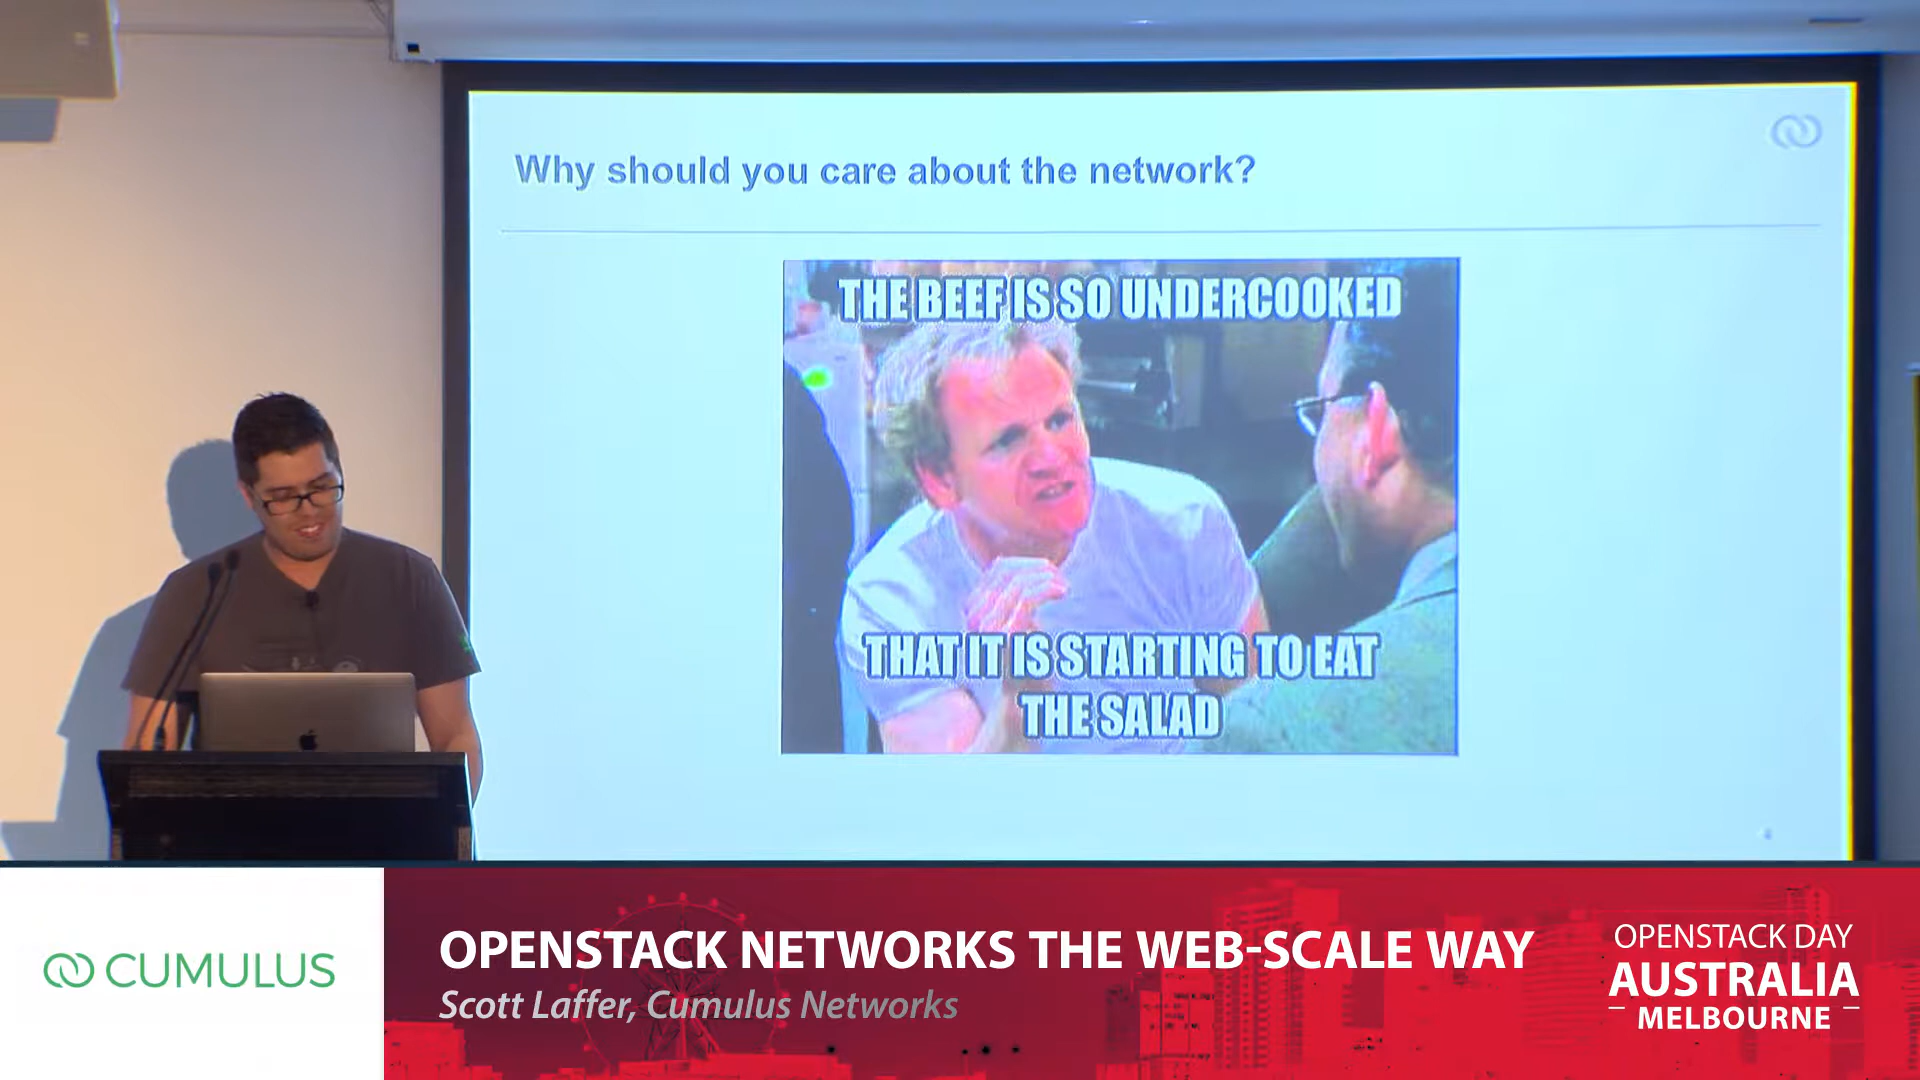 Why should you care about the network?
THE BEEF IS SO UNDERCOOKED
THAT IT IS STARTING TO EAT
THE SALAD
CUMULUS
OPENSTACK NETWORKS THE WEB-SCALE WAY
Scott Laffer, Cumulus Networks
OPENSTACK DAY
AUSTRALIA
MELBOURNE